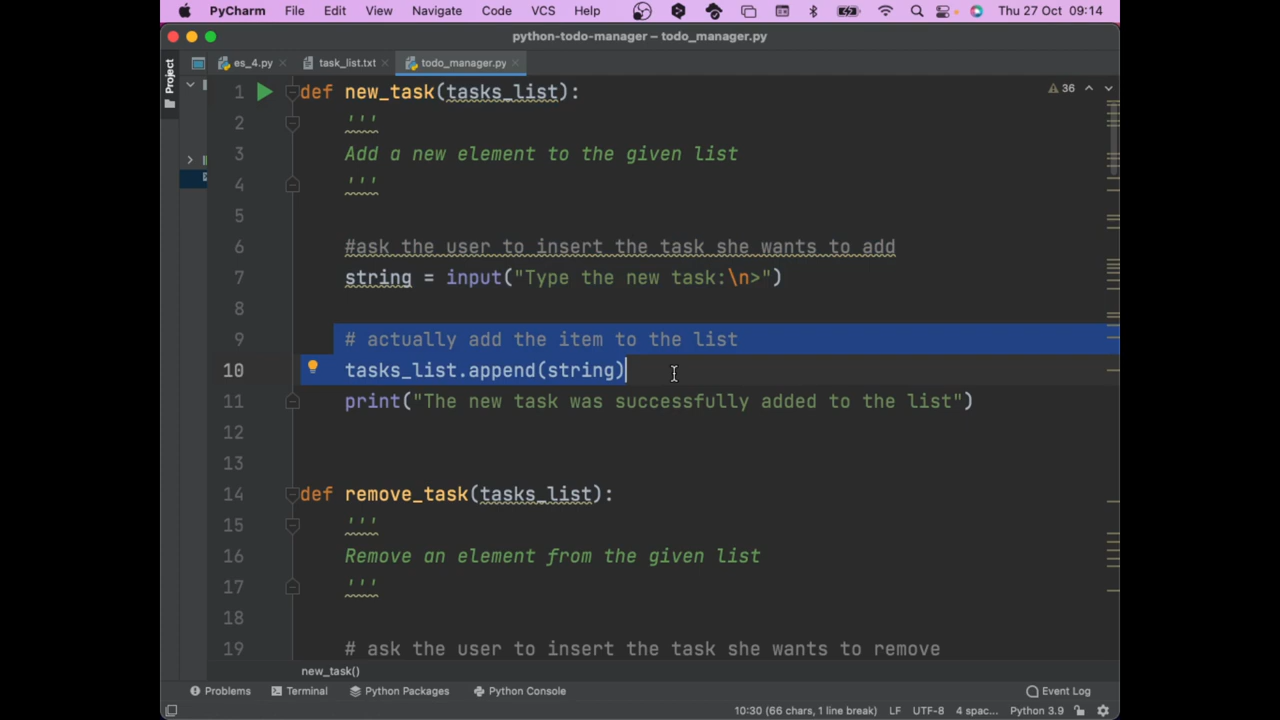 PyCharm File Edit View Navigate Code VCS Help Thu 27 Oct 09:14
python-todo-manager – todo_manager.py
Project
es_4.py task_list.txt todo_manager.py
1 def new_task(tasks_list): 36
2 '''
3 Add a new element to the given list
4 '''
5
6 #ask the user to insert the task she wants to add
7 string = input("Type the new task:\n>")
8
9 # actually add the item to the list
10 tasks_list.append(string)
11 print("The new task was successfully added to the list")
12
13
14 def remove_task(tasks_list):
15 '''
16 Remove an element from the given list
17 '''
18
19 # ask the user to insert the task she wants to remove
new_task()
Problems Terminal Python Packages Python Console Event Log
10:30 (66 chars, 1 line break) LF UTF-8 4 spac... Python 3.9